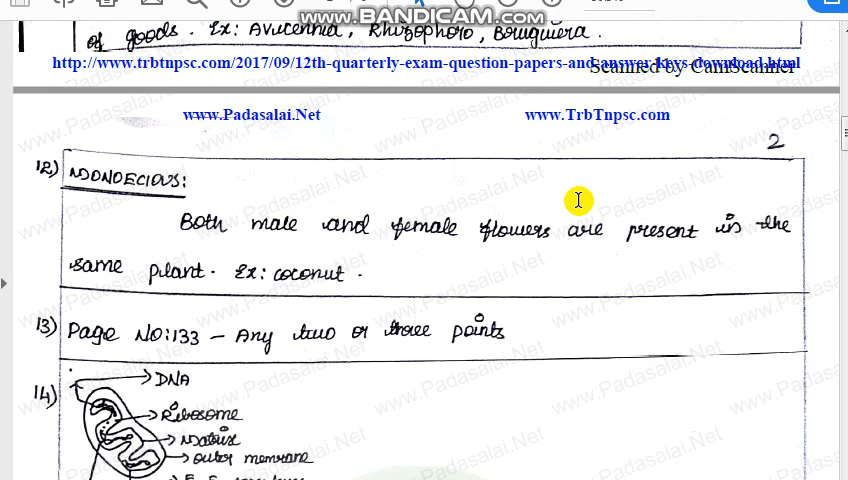 WWW.BANDICAM.COM
of goods. Ex: Avicennia, Rhizophoro, Bruguiera.
http://www.trbtnpsc.com/2017/09/12th-quarterly-exam-question-papers-and-answer-keys-download.html
Scanned by CamScanner
www.Padasalai.Net www.TrbTnpsc.com
2
12) MONOECIOUS:
Both male and female flowers are present in the
same plant. Ex: coconut.
13) Page No:133 – Any two or three points
14)
DNA
Ribosome
Matrix
outer memrane